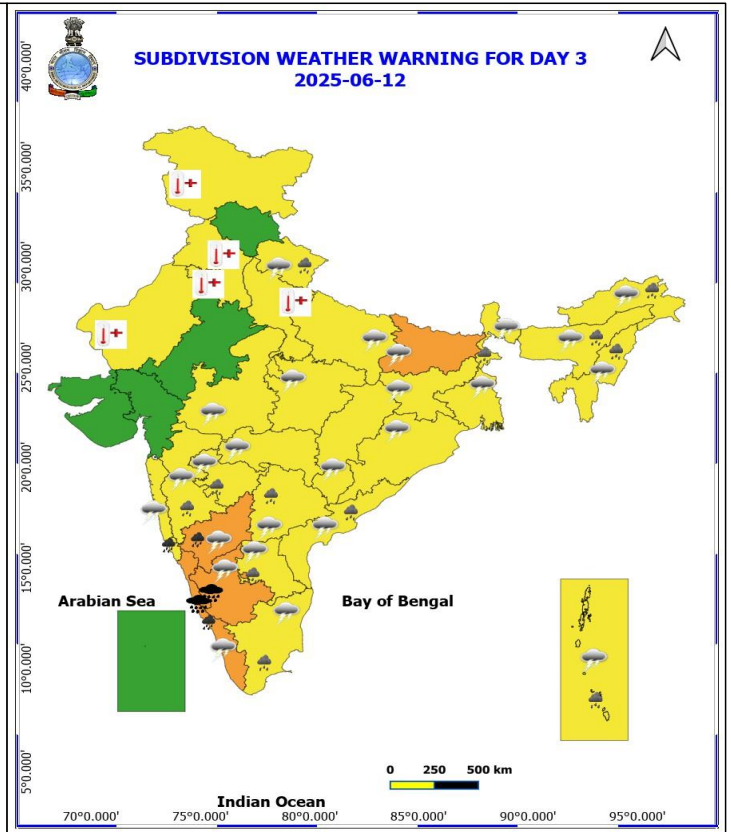 SUBDIVISION WEATHER WARNING FOR DAY 3
2025-06-12
40°0.000'
35°0.000'
30°0.000'
25°0.000'
20°0.000'
15°0.000'
10°0.000'
5°0.000'
Arabian Sea
Bay of Bengal
0 250 500 km
Indian Ocean
70°0.000' 75°0.000' 80°0.000' 85°0.000' 90°0.000' 95°0.000'